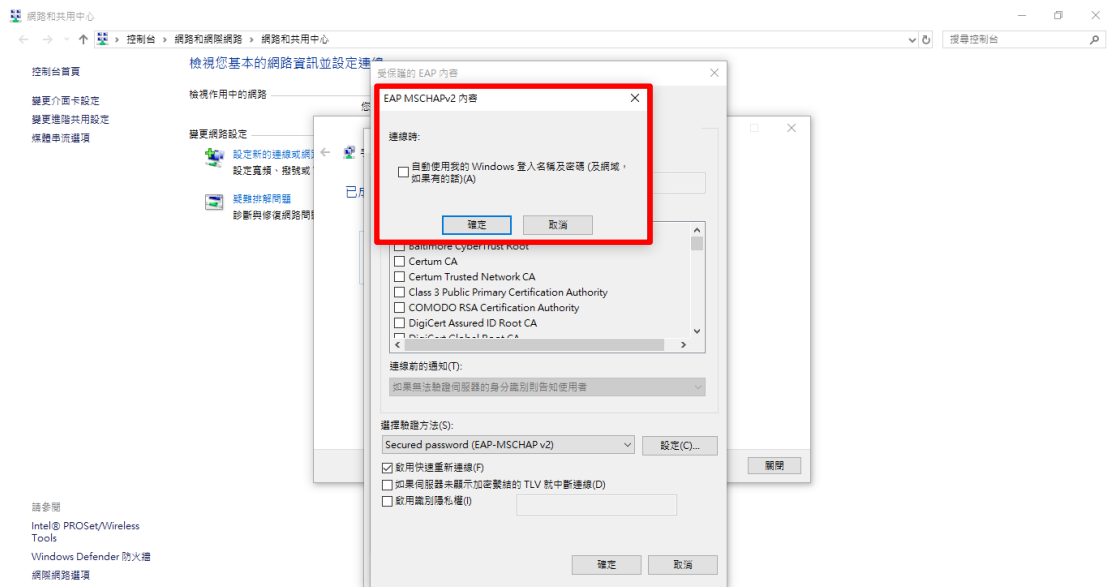 網路和共用中心
控制台 › 網路和網際網路 › 網路和共用中心
搜尋控制台
控制台首頁
變更介面卡設定
變更進階共用設定
媒體串流選項
檢視您基本的網路資訊並設定連
檢視作用中的網路
您
變更網路設定
設定新的連線或網
設定寬頻、撥號或
疑難排解問題
診斷與修復網路問
請參閱
Intel® PROSet/Wireless
Tools
Windows Defender 防火牆
網際網路選項
已成
關閉
受保護的 EAP 內容
EAP MSCHAPv2 內容
連線時:
自動使用我的 Windows 登入名稱及密碼 (及網域，
如果有的話)(A)
確定
取消
Baltimore CyberTrust Root
Certum CA
Certum Trusted Network CA
Class 3 Public Primary Certification Authority
COMODO RSA Certification Authority
DigiCert Assured ID Root CA
DigiCert Global Root CA
連線前的通知(T):
如果無法驗證伺服器的身分識別則告知使用者
選擇驗證方法(S):
Secured password (EAP-MSCHAP v2)
設定(C)...
啟用快速重新連線(F)
如果伺服器未顯示加密繫結的 TLV 就中斷連線(D)
啟用識別隱私權(I)
確定
取消